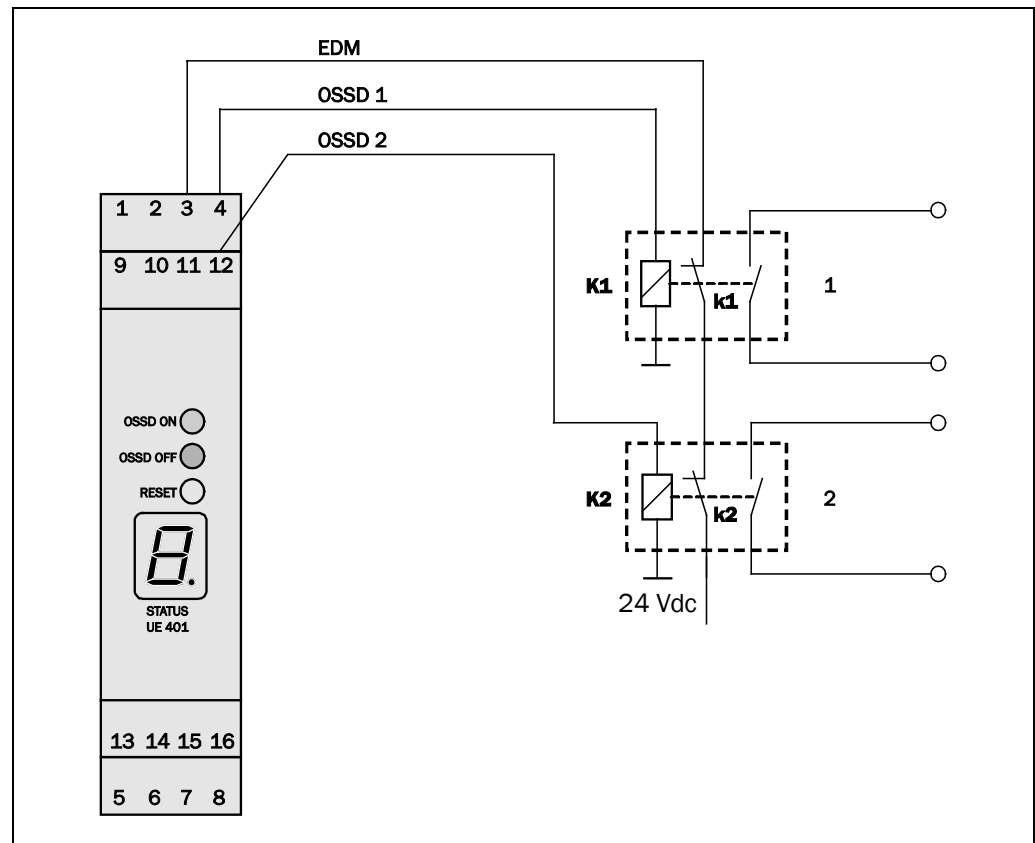 EDM
OSSD 1
OSSD 2
1 2 3 4
9 10 11 12
K1
k1
1
OSSD ON
OSSD OFF
RESET
K2
k2
2
8.
STATUS
UE 401
24 Vdc
13 14 15 16
5 6 7 8